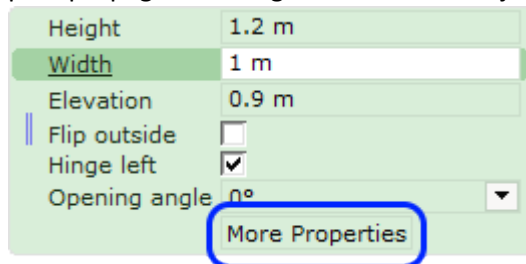 Height 1.2 m
Width 1 m
Elevation 0.9 m
Flip outside
Hinge left
Opening angle 0°
More Properties